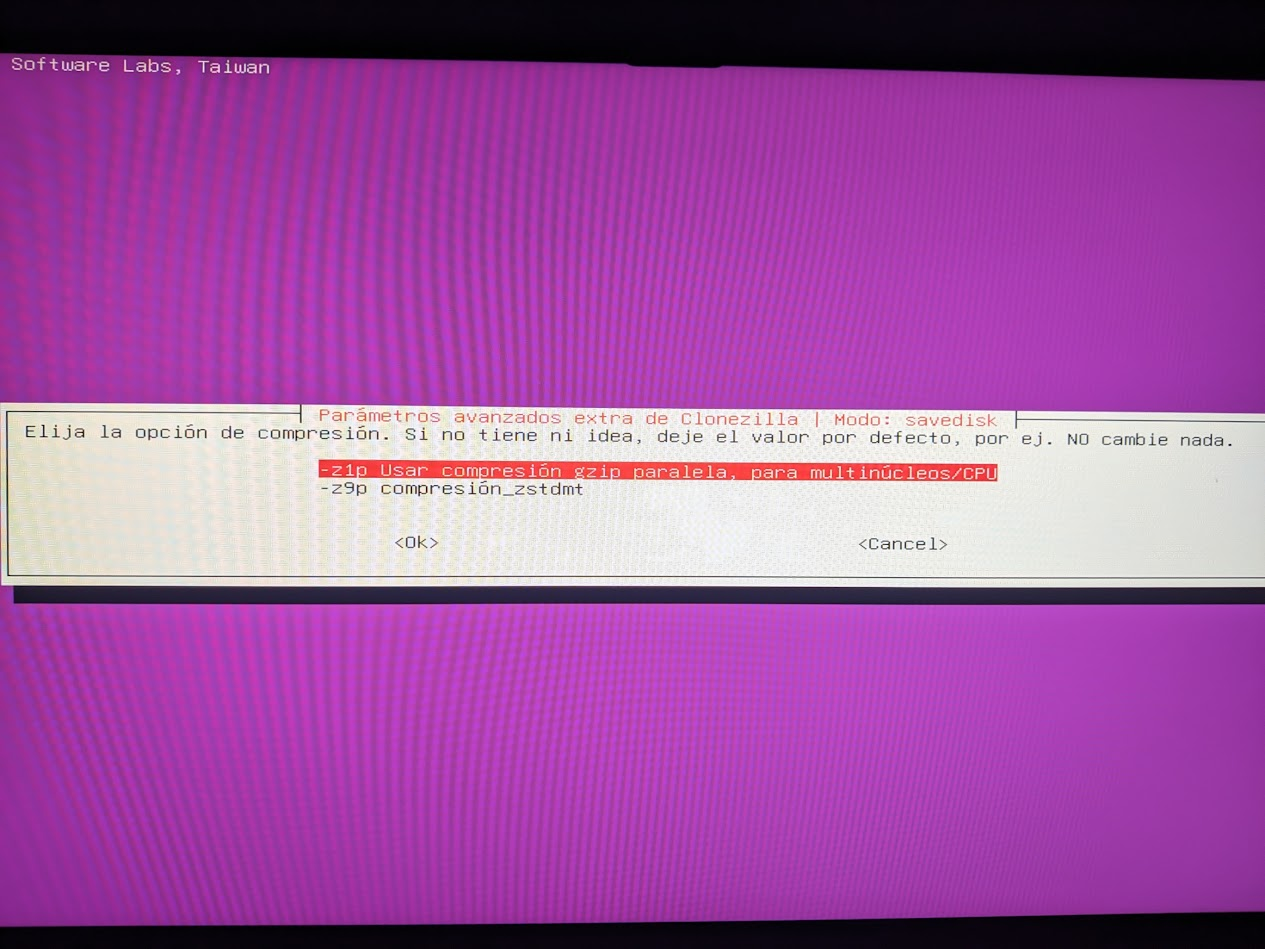 Software Labs, Taiwan
Parámetros avanzados extra de Clonezilla | Modo: savedisk
Elija la opción de compresión. Si no tiene ni idea, deje el valor por defecto, por ej. NO cambie nada.
-z1p Usar compresión gzip paralela, para multinúcleos/CPU
-z9p compresión_zstdmt
<Ok> <Cancel>